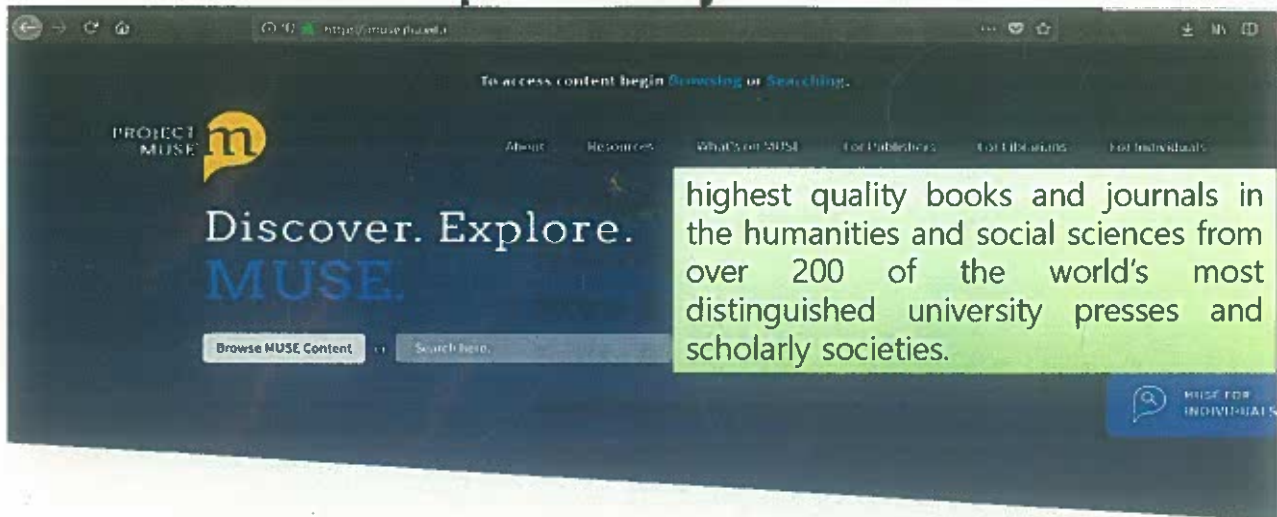 To access content begin Browsing or Searching.
PROJECT
MUSE
m
About Resources What's on MUSE For Publishers For Librarians For Individuals
Discover. Explore.
MUSE.
highest quality books and journals in
the humanities and social sciences from
over 200 of the world's most
distinguished university presses and
scholarly societies.
Browse MUSE Content or Search here.
MUSE FOR
INDIVIDUALS